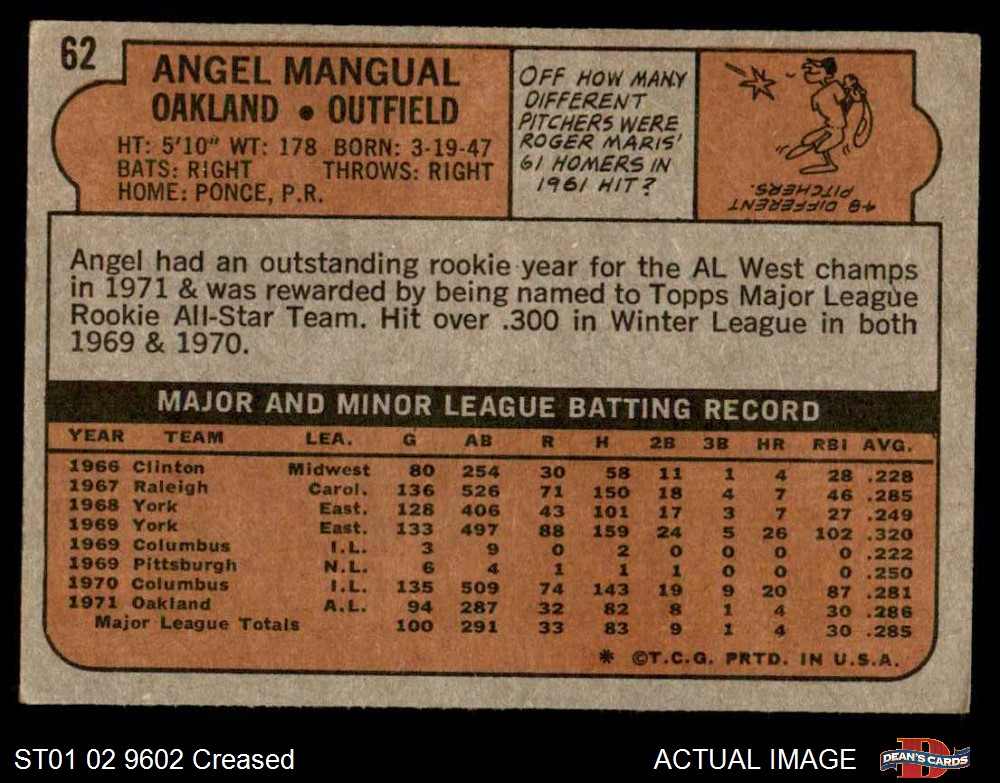 62
ANGEL MANGUAL
OAKLAND • OUTFIELD
HT: 5'10" WT: 178 BORN: 3-19-47
BATS: RIGHT THROWS: RIGHT
HOME: PONCE, P.R.
OFF HOW MANY
DIFFERENT
PITCHERS WERE
ROGER MARIS'
61 HOMERS IN
1961 HIT?
48 DIFFERENT
PITCHERS.
Angel had an outstanding rookie year for the AL West champs
in 1971 & was rewarded by being named to Topps Major League
Rookie All-Star Team. Hit over .300 in Winter League in both
1969 & 1970.
MAJOR AND MINOR LEAGUE BATTING RECORD
YEAR TEAM LEA. G AB R H 2B 3B HR RBI AVG.
1966 Clinton Midwest 80 254 30 58 11 1 4 28 .228
1967 Raleigh Carol. 136 526 71 150 18 4 7 46 .285
1968 York East. 128 406 43 101 17 3 7 27 .249
1969 York East. 133 497 88 159 24 5 26 102 .320
1969 Columbus I.L. 3 9 0 2 0 0 0 0 .222
1969 Pittsburgh N.L. 6 4 1 1 1 0 0 0 .250
1970 Columbus I.L. 135 509 74 143 19 9 20 87 .281
1971 Oakland A.L. 94 287 32 82 8 1 4 30 .286
Major League Totals 100 291 33 83 9 1 4 30 .285
* ©T.C.G. PRTD. IN U.S.A.
ST01 02 9602 Creased
ACTUAL IMAGE
DEAN'S CARDS